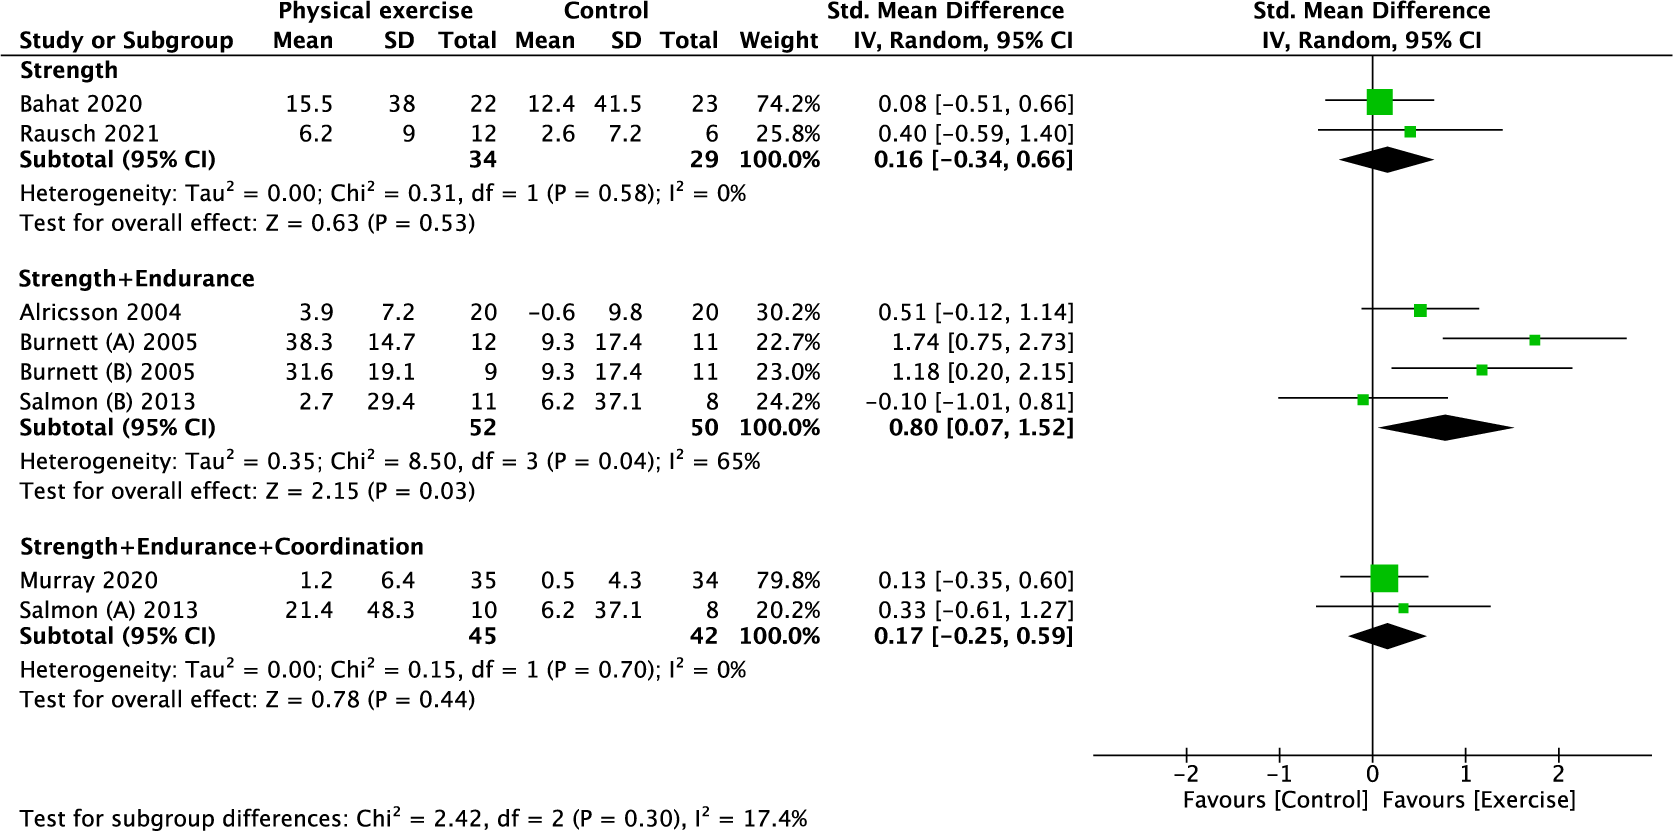 Physical exercise Control Std. Mean Difference Std. Mean Difference
Study or Subgroup Mean SD Total Mean SD Total Weight IV, Random, 95% CI IV, Random, 95% CI
Strength
Bahat 2020 15.5 38 22 12.4 41.5 23 74.2% 0.08 [−0.51, 0.66]
Rausch 2021 6.2 9 12 2.6 7.2 6 25.8% 0.40 [−0.59, 1.40]
Subtotal (95% CI) 34 29 100.0% 0.16 [−0.34, 0.66]
Heterogeneity: Tau² = 0.00; Chi² = 0.31, df = 1 (P = 0.58); I² = 0%
Test for overall effect: Z = 0.63 (P = 0.53)
Strength+Endurance
Alricsson 2004 3.9 7.2 20 −0.6 9.8 20 30.2% 0.51 [−0.12, 1.14]
Burnett (A) 2005 38.3 14.7 12 9.3 17.4 11 22.7% 1.74 [0.75, 2.73]
Burnett (B) 2005 31.6 19.1 9 9.3 17.4 11 23.0% 1.18 [0.20, 2.15]
Salmon (B) 2013 2.7 29.4 11 6.2 37.1 8 24.2% −0.10 [−1.01, 0.81]
Subtotal (95% CI) 52 50 100.0% 0.80 [0.07, 1.52]
Heterogeneity: Tau² = 0.35; Chi² = 8.50, df = 3 (P = 0.04); I² = 65%
Test for overall effect: Z = 2.15 (P = 0.03)
Strength+Endurance+Coordination
Murray 2020 1.2 6.4 35 0.5 4.3 34 79.8% 0.13 [−0.35, 0.60]
Salmon (A) 2013 21.4 48.3 10 6.2 37.1 8 20.2% 0.33 [−0.61, 1.27]
Subtotal (95% CI) 45 42 100.0% 0.17 [−0.25, 0.59]
Heterogeneity: Tau² = 0.00; Chi² = 0.15, df = 1 (P = 0.70); I² = 0%
Test for overall effect: Z = 0.78 (P = 0.44)
−2 −1 0 1 2
Favours [Control] Favours [Exercise]
Test for subgroup differences: Chi² = 2.42, df = 2 (P = 0.30), I² = 17.4%